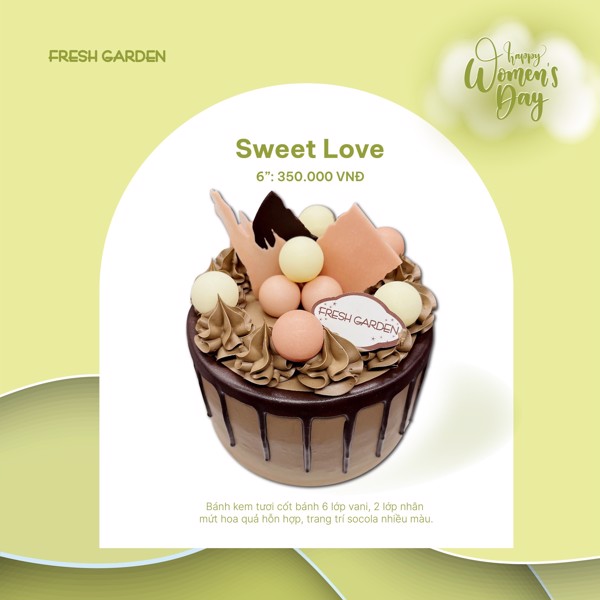 FRESH GARDEN
happy
Women's
Day
Sweet Love
6”: 350.000 VNĐ
FRESH GARDEN
Bánh kem tươi cốt bánh 6 lớp vani, 2 lớp nhân
mứt hoa quả hỗn hợp, trang trí socola nhiều màu.